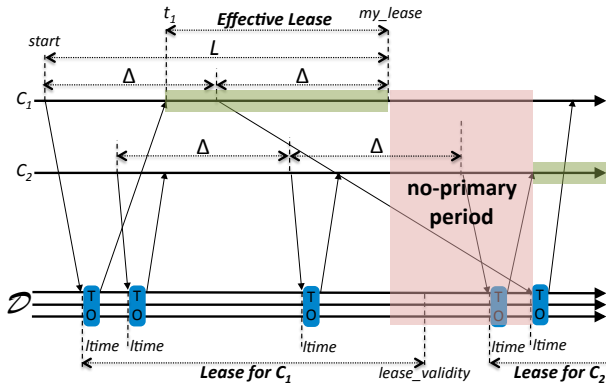 t1 Effective Lease my_lease
start
L
Δ Δ
C1
Δ Δ
C2
no-primary
period
T T T T T
D
O O O O O
ltime ltime ltime ltime ltime
lease_validity
Lease for C1 Lease for C2